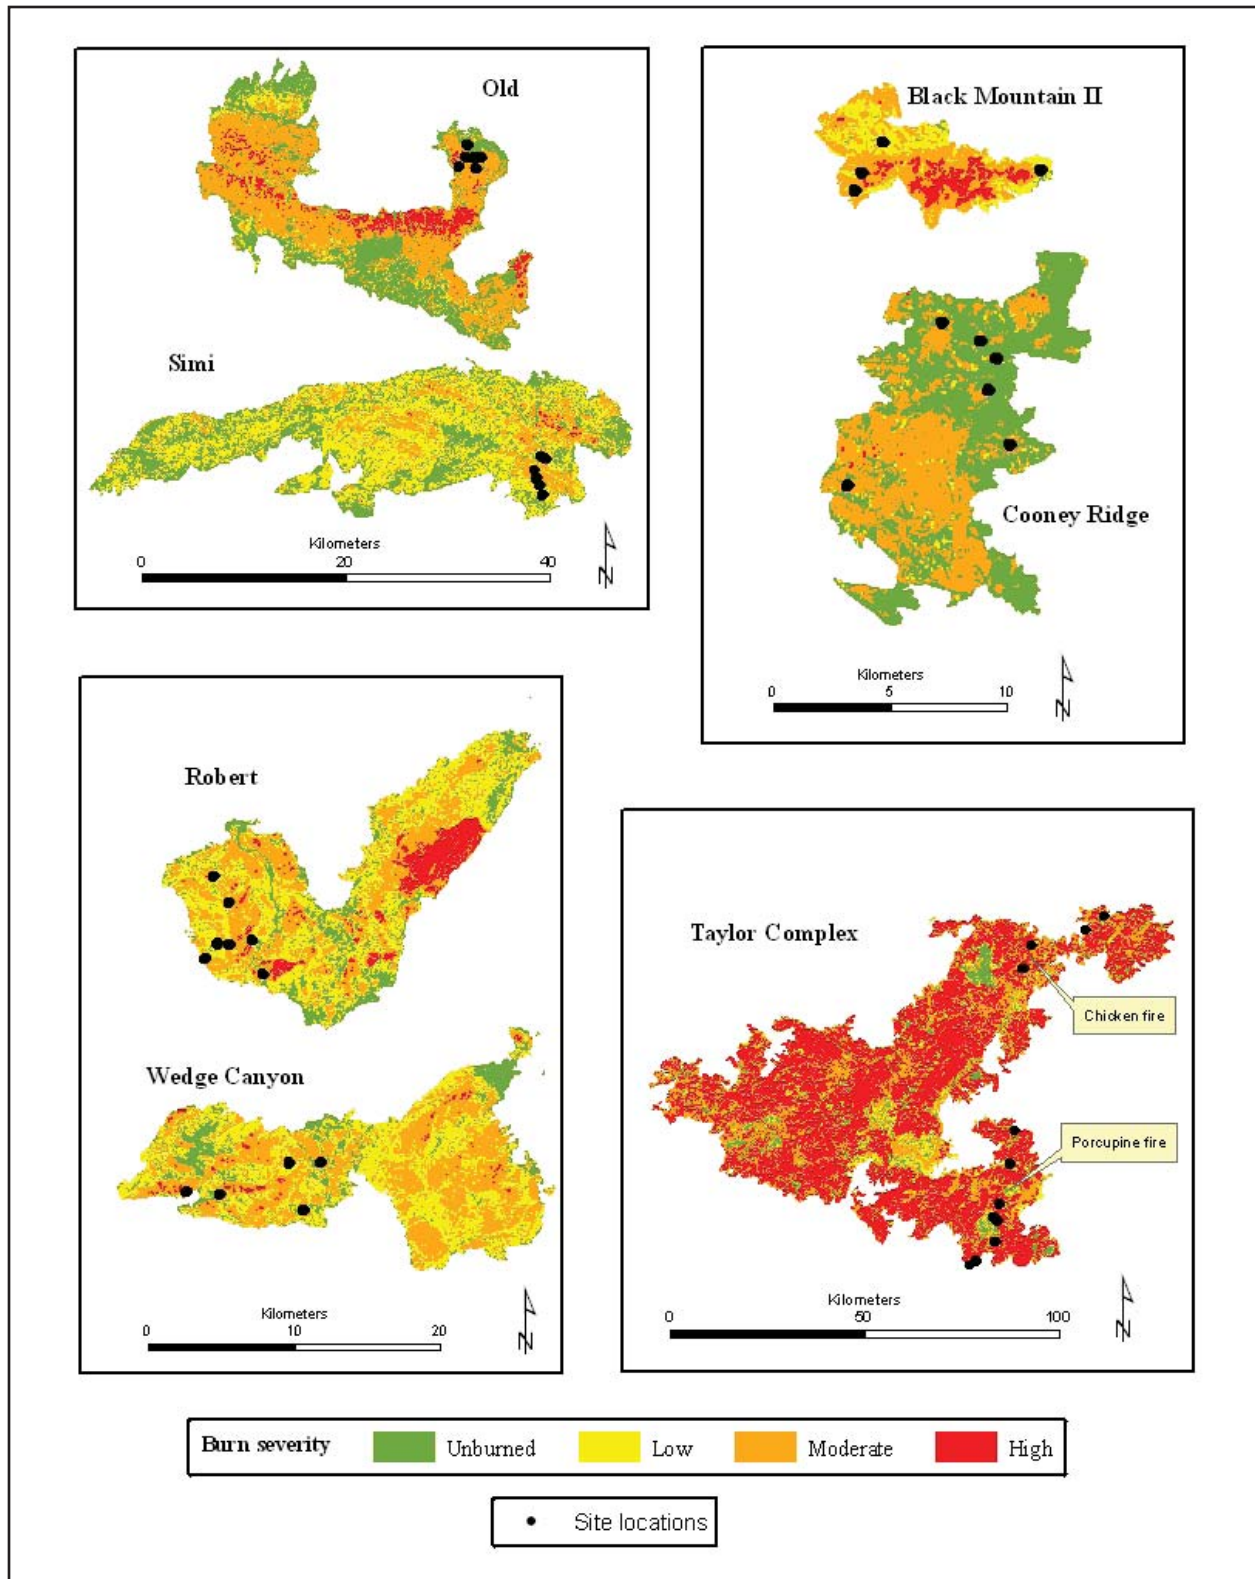 Old
Simi
Kilometers
0 20 40
N
Black Mountain II
Cooney Ridge
Kilometers
0 5 10
N
Robert
Wedge Canyon
Kilometers
0 10 20
N
Taylor Complex
Chicken fire
Porcupine fire
Kilometers
0 50 100
N
Burn severity Unburned Low Moderate High
Site locations